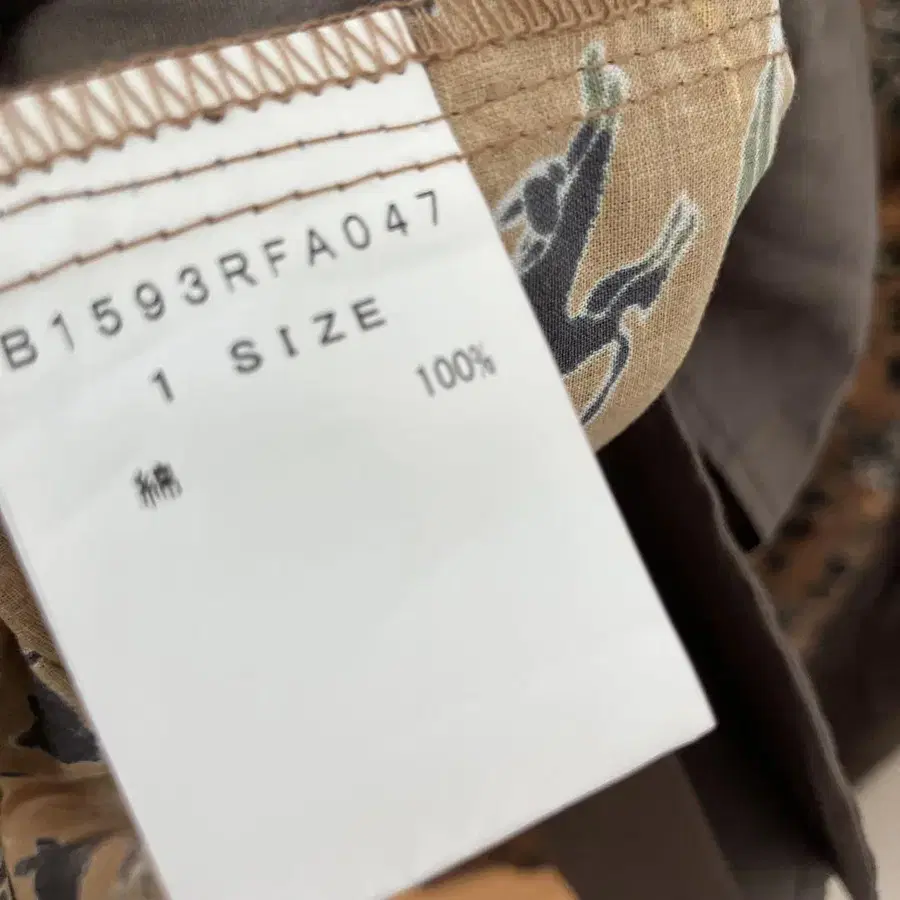 B1593RFA047
1 SIZE
綿 100%